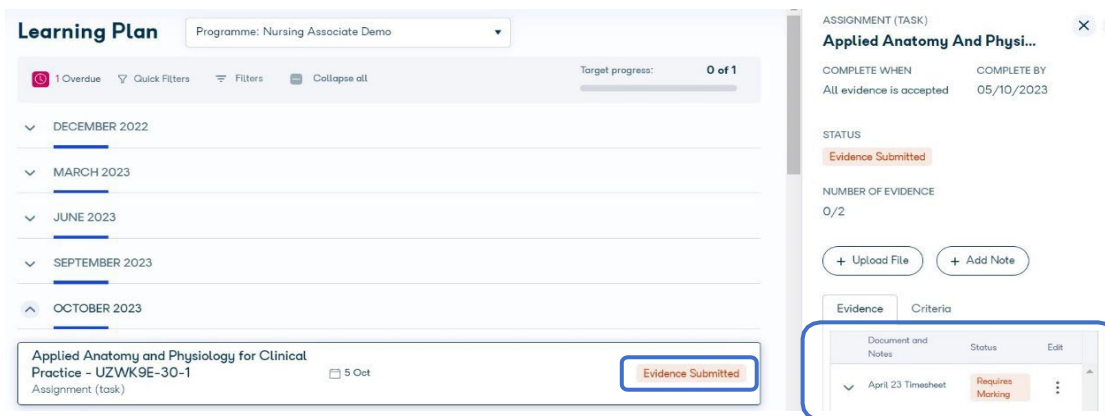 Learning Plan
Programme: Nursing Associate Demo
1 Overdue Quick Filters Filters Collapse all
Target progress: 0 of 1
DECEMBER 2022
MARCH 2023
JUNE 2023
SEPTEMBER 2023
OCTOBER 2023
Applied Anatomy and Physiology for Clinical
Practice - UZWK9E-30-1
Assignment (task)
5 Oct
Evidence Submitted
ASSIGNMENT (TASK)
Applied Anatomy And Physi...
COMPLETE WHEN COMPLETE BY
All evidence is accepted 05/10/2023
STATUS
Evidence Submitted
NUMBER OF EVIDENCE
0/2
+ Upload File + Add Note
Evidence Criteria
Document and
Notes
Status Edit
April 23 Timesheet
Requires
Marking